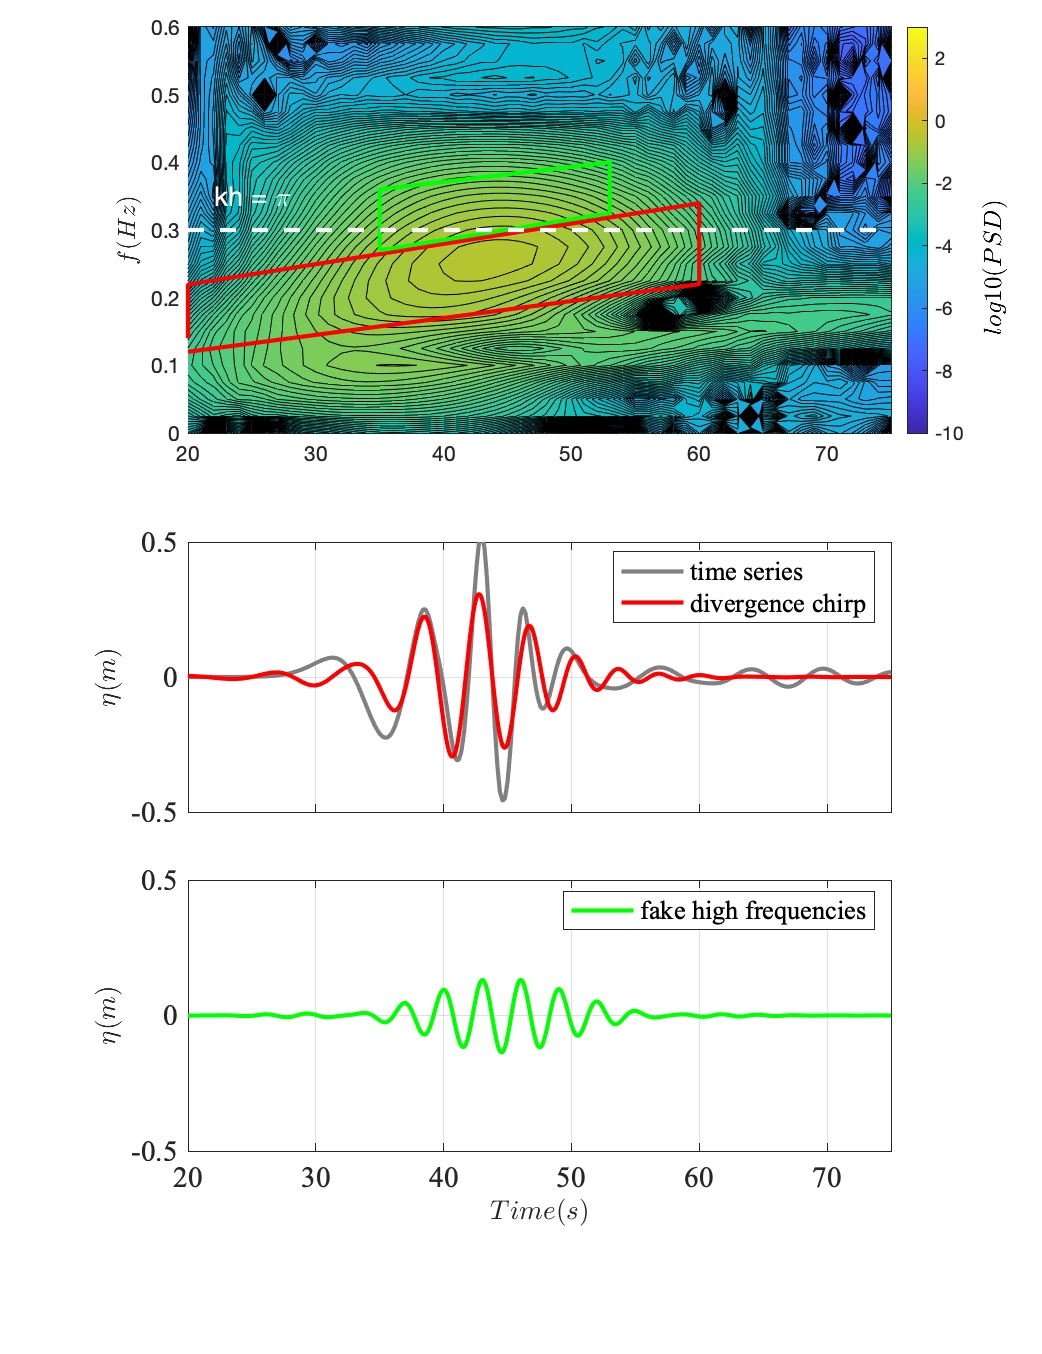 0.6
0.5
0.4
0.3
0.2
0.1
0
f(Hz)
kh = π
20 30 40 50 60 70
2
0
-2
-4
-6
-8
-10
log10(PSD)
0.5
0
-0.5
η(m)
time series
divergence chirp
0.5
0
-0.5
η(m)
fake high frequencies
20 30 40 50 60 70
Time(s)